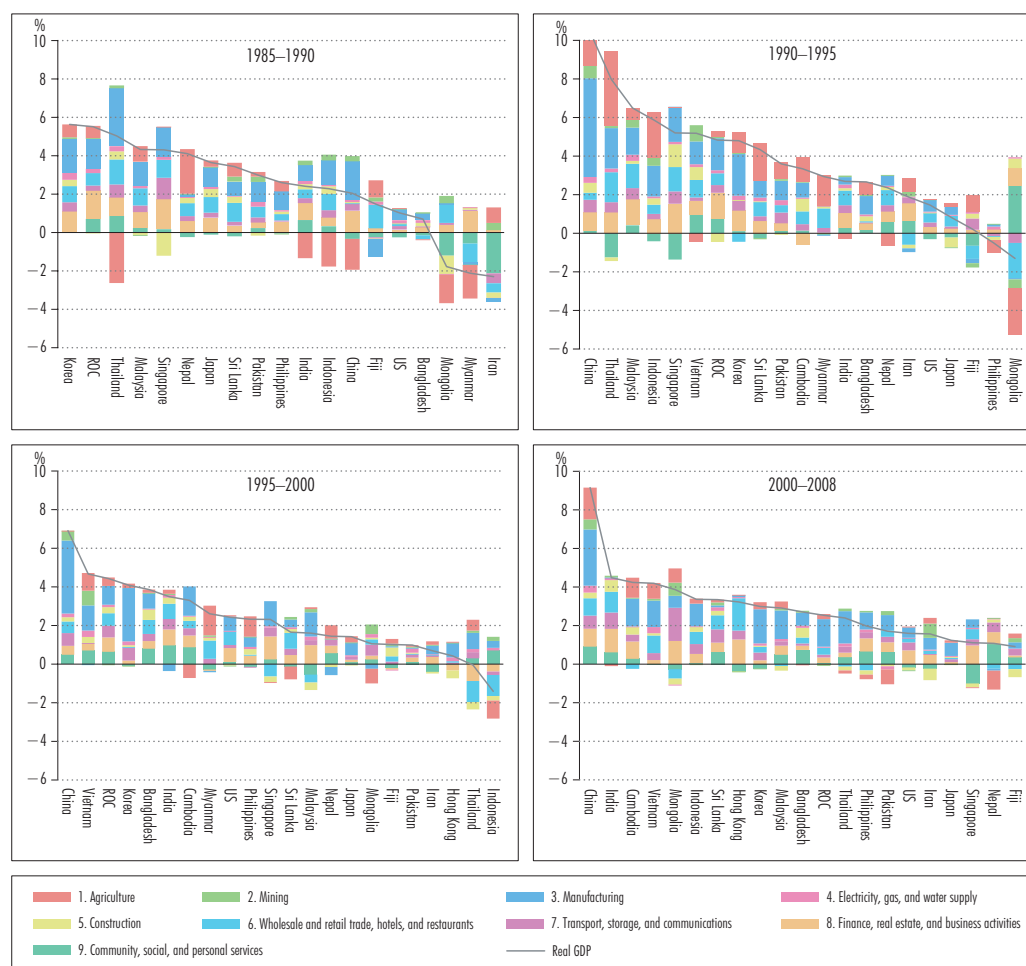 %
1985–1990
10
8
6
4
2
0
−2
−4
−6
Korea
ROC
Thailand
Malaysia
Singapore
Nepal
Japan
Sri Lanka
Pakistan
Philippines
India
Indonesia
China
Fiji
US
Bangladesh
Mongolia
Myanmar
Iran
%
1990–1995
10
8
6
4
2
0
−2
−4
−6
China
Thailand
Malaysia
Indonesia
Singapore
Vietnam
ROC
Korea
Sri Lanka
Pakistan
Cambodia
Myanmar
India
Bangladesh
Nepal
Iran
US
Japan
Fiji
Philippines
Mongolia
%
1995–2000
10
8
6
4
2
0
−2
−4
−6
China
Vietnam
ROC
Korea
Bangladesh
India
Cambodia
Myanmar
US
Philippines
Singapore
Sri Lanka
Malaysia
Nepal
Japan
Mongolia
Fiji
Pakistan
Iran
Hong Kong
Thailand
Indonesia
%
2000–2008
10
8
6
4
2
0
−2
−4
−6
China
India
Cambodia
Vietnam
Mongolia
Indonesia
Sri Lanka
Hong Kong
Korea
Malaysia
Bangladesh
ROC
Thailand
Philippines
Pakistan
US
Iran
Japan
Singapore
Nepal
Fiji
1. Agriculture
2. Mining
3. Manufacturing
4. Electricity, gas, and water supply
5. Construction
6. Wholesale and retail trade, hotels, and restaurants
7. Transport, storage, and communications
8. Finance, real estate, and business activities
9. Community, social, and personal services
Real GDP